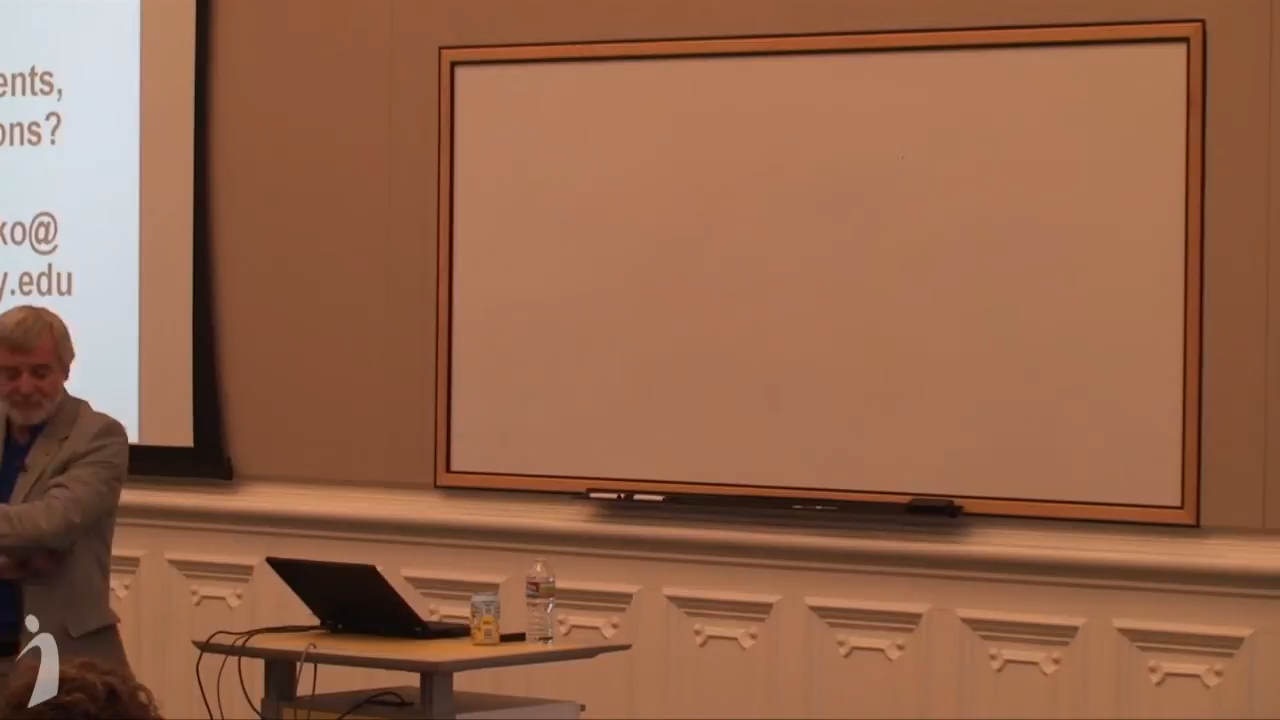 ents,
ons?
ko@
y.edu